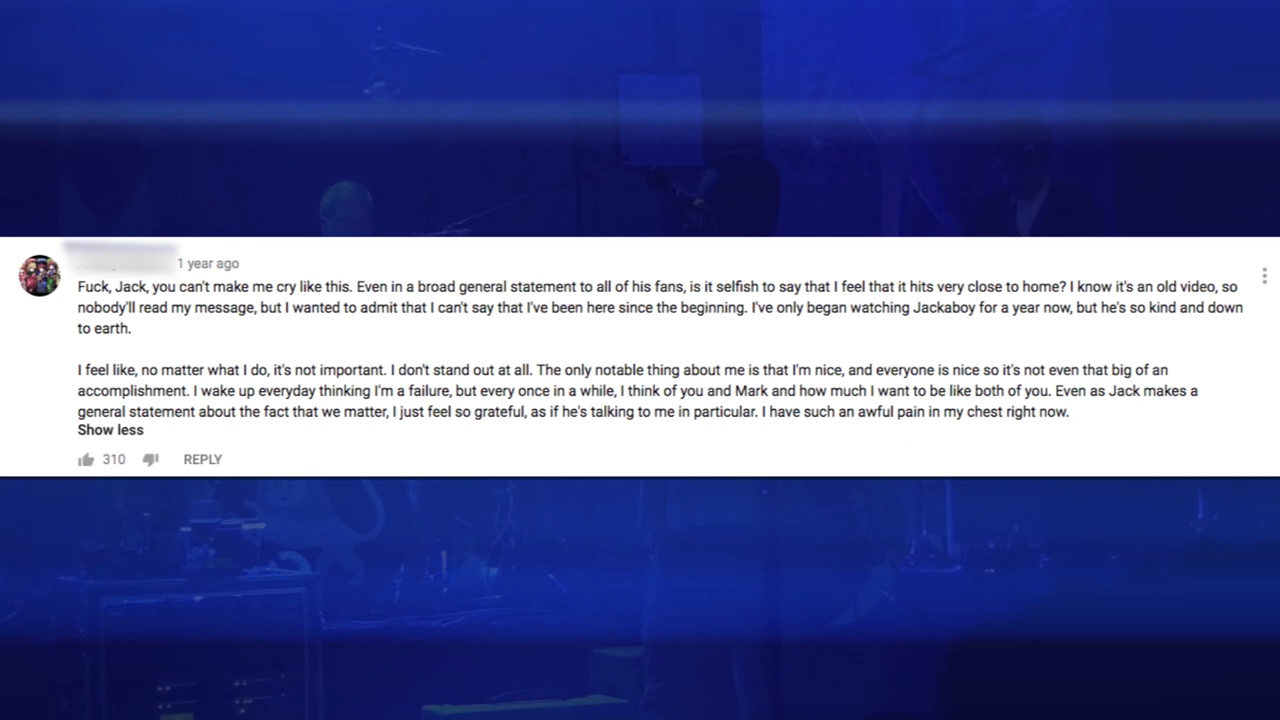 1 year ago
Fuck, Jack, you can't make me cry like this. Even in a broad general statement to all of his fans, is it selfish to say that I feel that it hits very close to home? I know it's an old video, so
nobody'll read my message, but I wanted to admit that I can't say that I've been here since the beginning. I've only began watching Jackaboy for a year now, but he's so kind and down
to earth.
I feel like, no matter what I do, it's not important. I don't stand out at all. The only notable thing about me is that I'm nice, and everyone is nice so it's not even that big of an
accomplishment. I wake up everyday thinking I'm a failure, but every once in a while, I think of you and Mark and how much I want to be like both of you. Even as Jack makes a
general statement about the fact that we matter, I just feel so grateful, as if he's talking to me in particular. I have such an awful pain in my chest right now.
Show less
310 REPLY